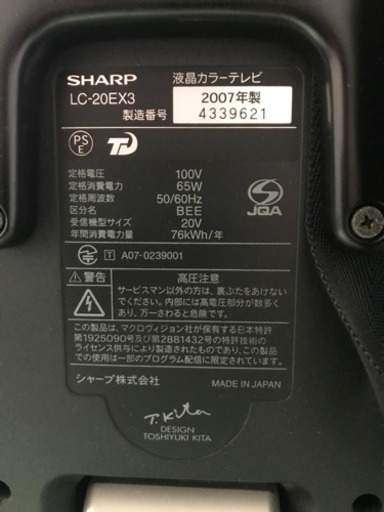 SHARP 液晶カラーテレビ
LC-20EX3 2007年製
製造番号 4339621
PS
E
定格電圧 100V
定格消費電力 65W
定格周波数 50/60Hz
区分 BEE
受信機型サイズ 20V
年間消費電力量 76kWh/年
JQA
T A07-0239001
⚠警告 高圧注意
サービスマン以外の方は、裏ぶたをあけない
でください。内部には高電圧部分が数多く
あり、万一さわると危険です。
この製品は、マクロヴィジョン社が保有する日本特許
第1925090号及び第2881432号の特許技術の
ライセンス供与により製造されたものであり、この製品
での使用は一部のプログラム配信に限定されます。
シャープ株式会社 MADE IN JAPAN
T. Kita
DESIGN
TOSHIYUKI KITA